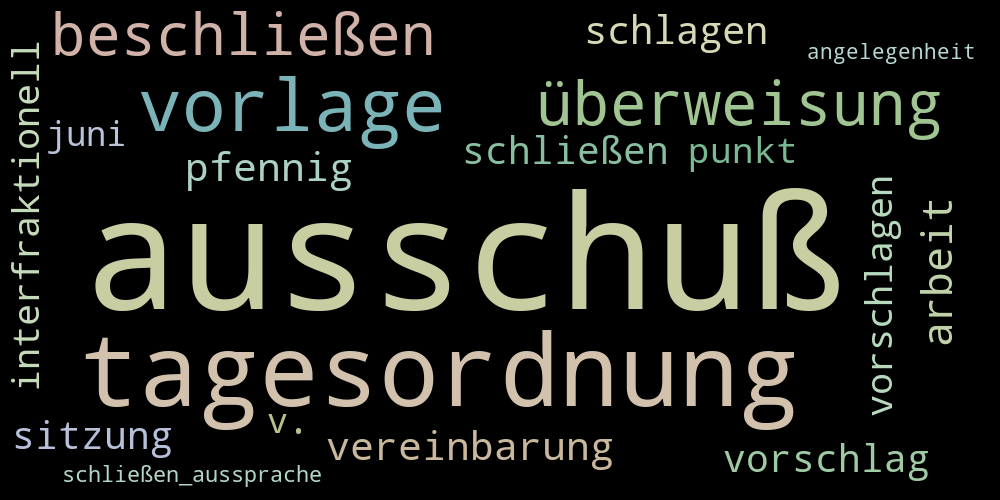 beschließen
schlagen
angelegenheit
interfraktionell
vorlage
überweisung
juni
pfennig
schließen
punkt
ausschuß
vorschlagen
arbeit
tagesordnung
v.
sitzung
vereinbarung
vorschlag
schließen_aussprache